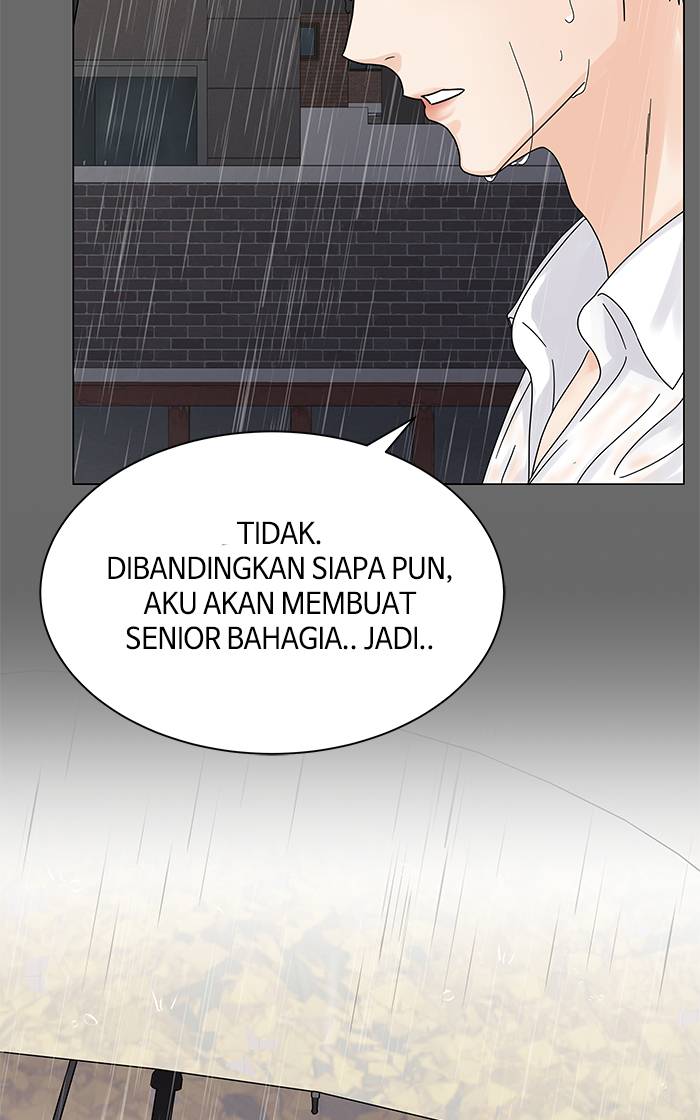 TIDAK.
DIBANDINGKAN SIAPA PUN,
AKU AKAN MEMBUAT
SENIOR BAHAGIA.. JADI..